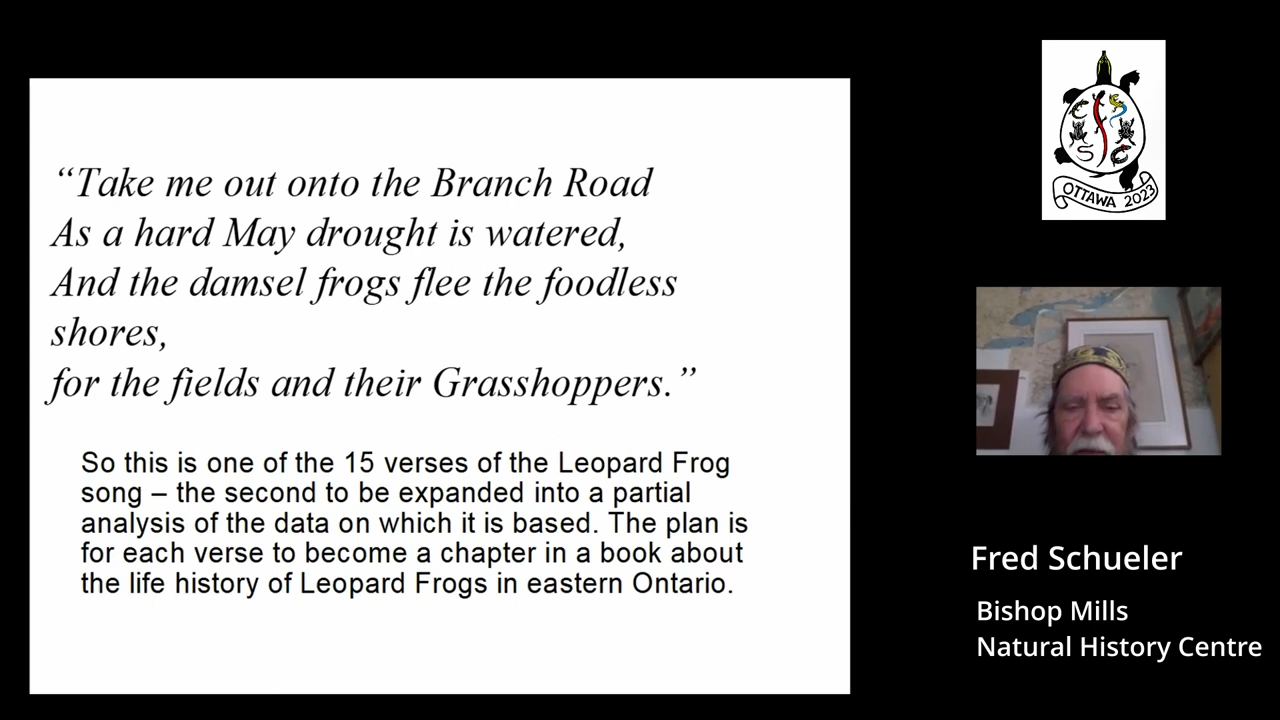 “Take me out onto the Branch Road
As a hard May drought is watered,
And the damsel frogs flee the foodless
shores,
for the fields and their Grasshoppers.”
So this is one of the 15 verses of the Leopard Frog
song – the second to be expanded into a partial
analysis of the data on which it is based. The plan is
for each verse to become a chapter in a book about
the life history of Leopard Frogs in eastern Ontario.
OTTAWA 2023
Fred Schueler
Bishop Mills
Natural History Centre